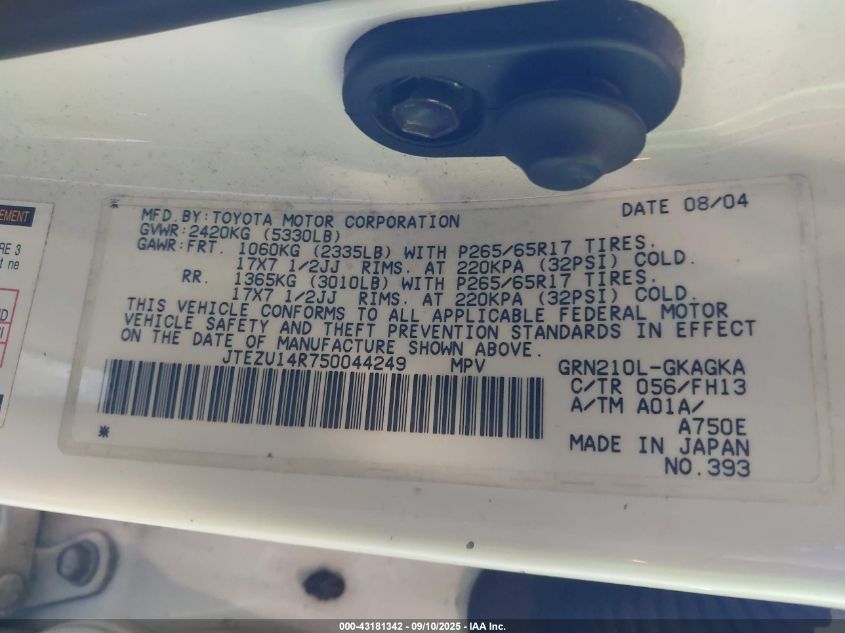 EMENT
RE 3
t ne
MFD.BY:TOYOTA MOTOR CORPORATION DATE 08/04
GVWR:2420KG (5330LB)
GAWR:FRT. 1060KG (2335LB) WITH P265/65R17 TIRES.
17X7 1/2JJ RIMS. AT 220KPA (32PSI) COLD.
RR. 1365KG (3010LB) WITH P265/65R17 TIRES.
17X7 1/2JJ RIMS. AT 220KPA (32PSI) COLD.
THIS VEHICLE CONFORMS TO ALL APPLICABLE FEDERAL MOTOR
VEHICLE SAFETY AND THEFT PREVENTION STANDARDS IN EFFECT
ON THE DATE OF MANUFACTURE SHOWN ABOVE.
JTEZU14R750044249 MPV GRN210L-GKAGKA
C/TR 056/FH13
A/TM A01A/
A750E
MADE IN JAPAN
NO.393
000-43181342 - 09/10/2025 - IAA Inc.